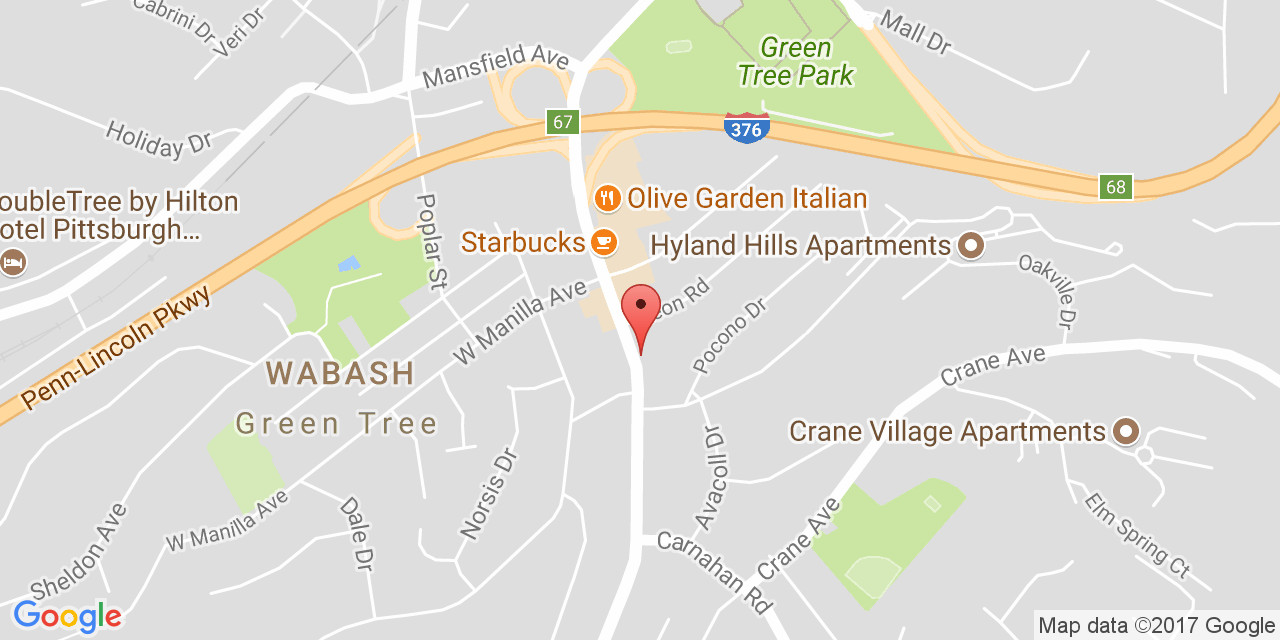 Cabrini Dr
Veri Dr
Mall Dr
Green
Tree Park
Mansfield Ave
67
376
Holiday Dr
68
oubleTree by Hilton
otel Pittsburgh...
Poplar St
Olive Garden Italian
Starbucks
Hyland Hills Apartments
Oakville Dr
W Manilla Ave
eon Rd
Pocono Dr
Penn-Lincoln Pkwy
WABASH
Green Tree
Crane Ave
Crane Village Apartments
Avacoll Dr
Norsis Dr
W Manilla Ave
Dale Dr
Sheldon Ave
Crane Ave
Elm Spring Ct
Carnahan Rd
Google
Map data ©2017 Google